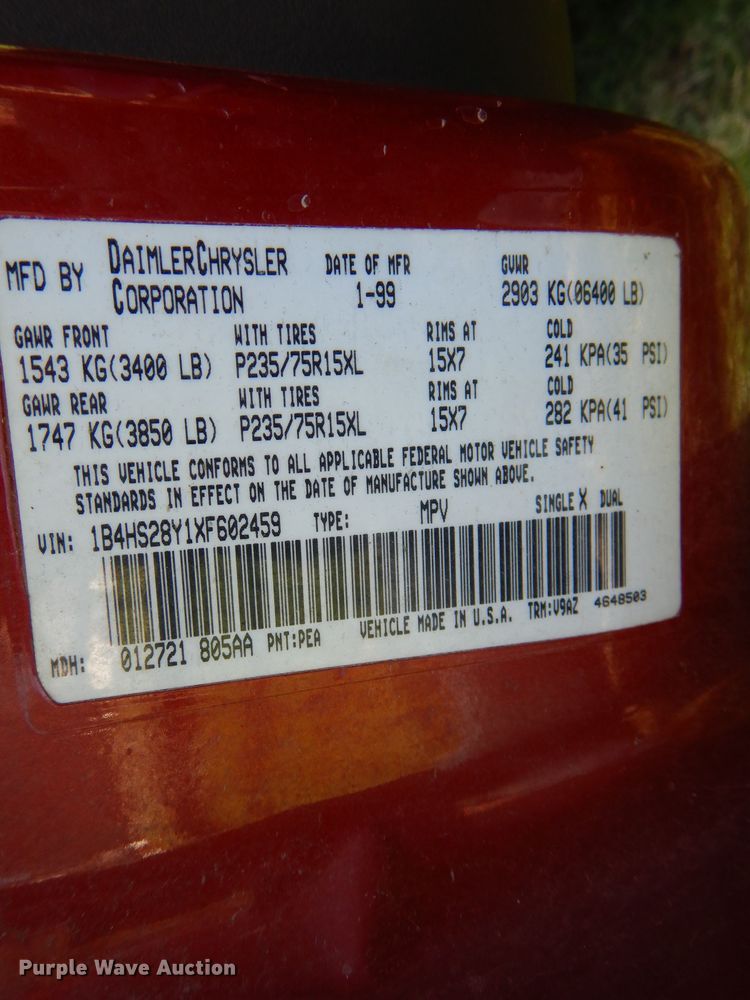 MFD BY DAIMLERCHRYSLER CORPORATION DATE OF MFR 1-99 GVWR 2903 KG(06400 LB)
GAWR FRONT WITH TIRES RIMS AT COLD
1543 KG(3400 LB) P235/75R15XL 15X7 241 KPA(35 PSI)
GAWR REAR WITH TIRES RIMS AT COLD
1747 KG(3850 LB) P235/75R15XL 15X7 282 KPA(41 PSI)
THIS VEHICLE CONFORMS TO ALL APPLICABLE FEDERAL MOTOR VEHICLE SAFETY
STANDARDS IN EFFECT ON THE DATE OF MANUFACTURE SHOWN ABOVE.
VIN: 1B4HS28Y1XF602459 TYPE: MPV SINGLE X DUAL
MDH: 012721 805AA PNT:PEA VEHICLE MADE IN U.S.A. TRM:V9AZ 4648503
Purple Wave Auction